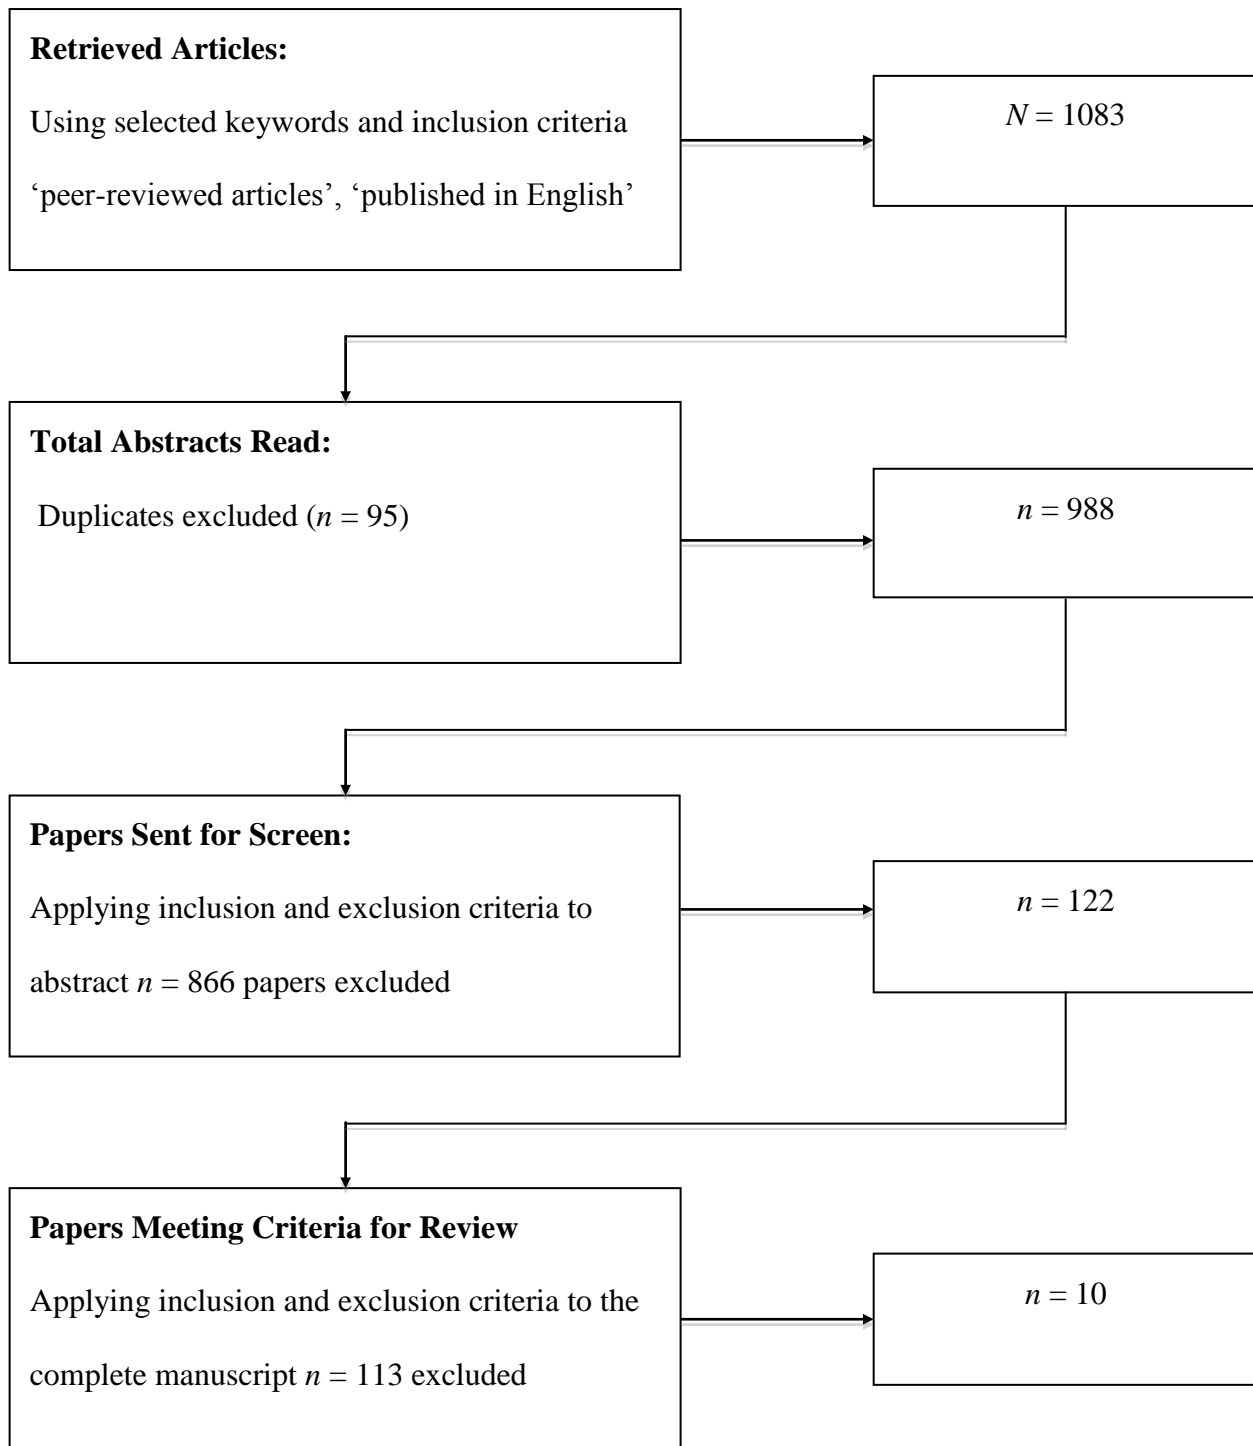 Retrieved Articles:
Using selected keywords and inclusion criteria
‘peer-reviewed articles’, ‘published in English’
N = 1083
Total Abstracts Read:
Duplicates excluded (n = 95)
n = 988
Papers Sent for Screen:
Applying inclusion and exclusion criteria to
abstract n = 866 papers excluded
n = 122
Papers Meeting Criteria for Review
Applying inclusion and exclusion criteria to the
complete manuscript n = 113 excluded
n = 10